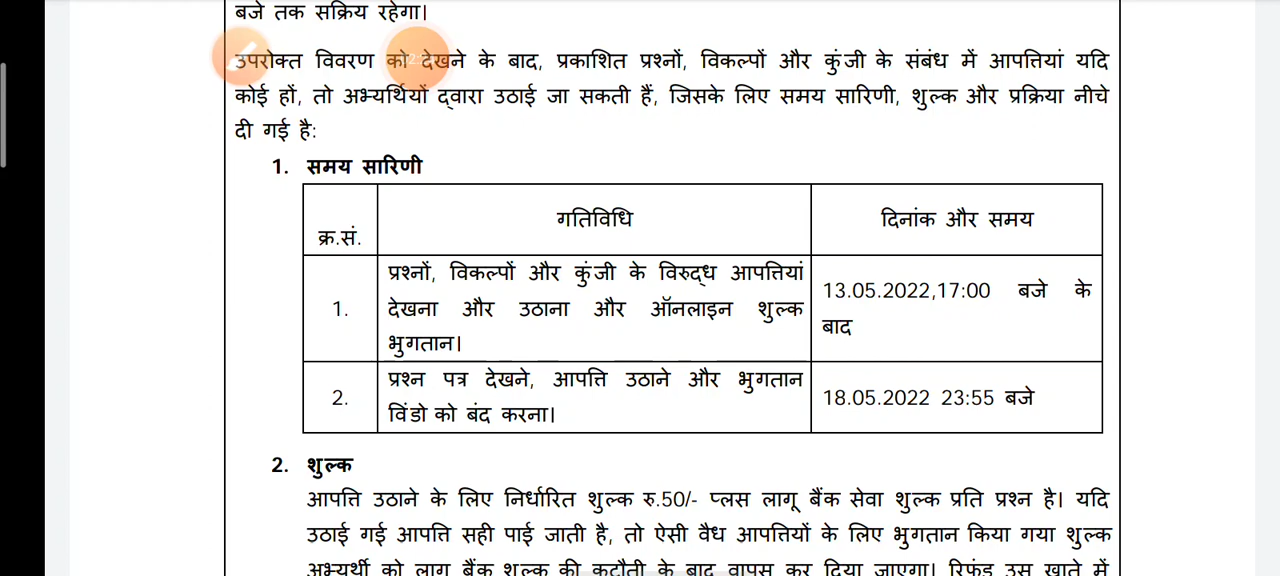 बजे तक सक्रिय रहेगा।
उपरोक्त विवरण को देखने के बाद, प्रकाशित प्रश्नों, विकल्पों और कुंजी के संबंध में आपत्तियां यदि
कोई हों, तो अभ्यर्थियों द्वारा उठाई जा सकती हैं, जिसके लिए समय सारिणी, शुल्क और प्रक्रिया नीचे
दी गई है:
1. समय सारिणी
क्र.सं.
गतिविधि
दिनांक और समय
1.
प्रश्नों, विकल्पों और कुंजी के विरुद्ध आपत्तियां
देखना और उठाना और ऑनलाइन शुल्क
भुगतान।
13.05.2022,17:00 बजे के
बाद
2.
प्रश्न पत्र देखने, आपत्ति उठाने और भुगतान
विंडो को बंद करना।
18.05.2022 23:55 बजे
2. शुल्क
आपत्ति उठाने के लिए निर्धारित शुल्क रु.50/- प्लस लागू बैंक सेवा शुल्क प्रति प्रश्न है। यदि
उठाई गई आपत्ति सही पाई जाती है, तो ऐसी वैध आपत्तियों के लिए भुगतान किया गया शुल्क
अभ्यर्थी को लागू बैंक शुल्क की कटौती के बाद वापस कर दिया जाएगा। रिफंड उस खाते में